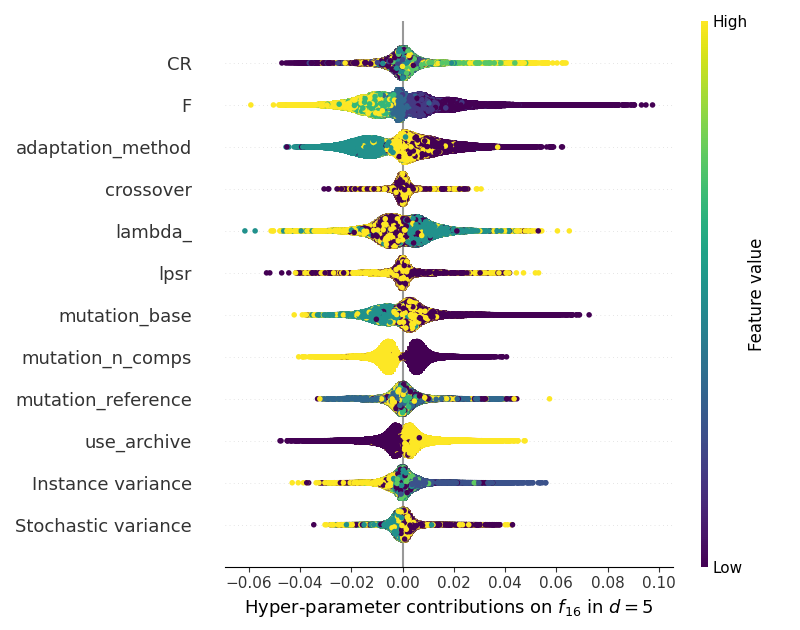 High
CR
F
adaptation_method
crossover
lambda_
lpsr
mutation_base
mutation_n_comps
mutation_reference
use_archive
Instance variance
Stochastic variance
Feature value
Low
−0.06 −0.04 −0.02 0.00 0.02 0.04 0.06 0.08 0.10
Hyper-parameter contributions on f₁₆ in d = 5